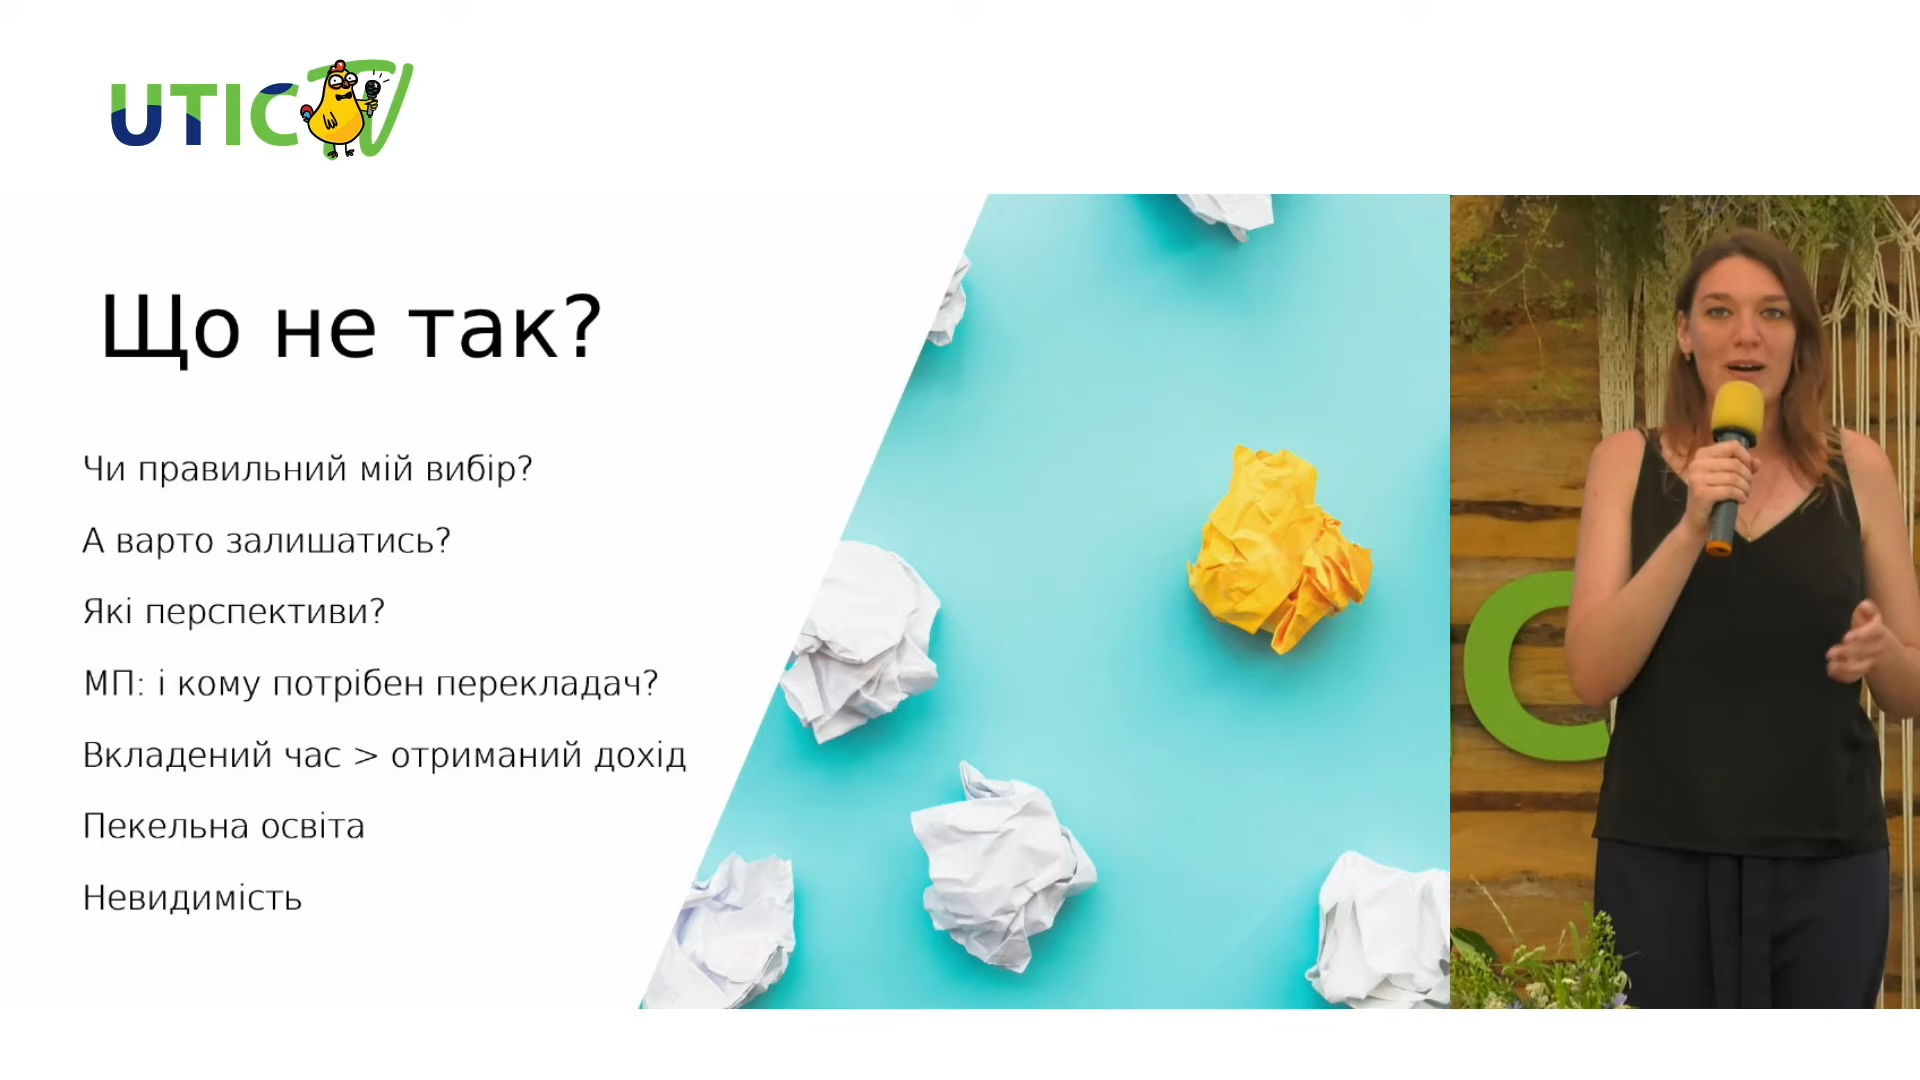 UTIC TV
Що не так?
Чи правильний мій вибір?
А варто залишатись?
Які перспективи?
МП: і кому потрібен перекладач?
Вкладений час > отриманий дохід
Пекельна освіта
Невидимість
C